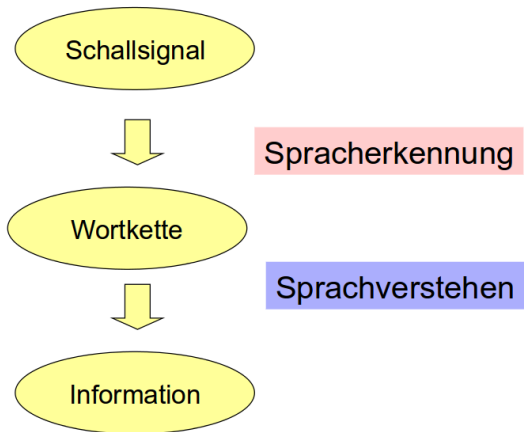 Schallsignal
Spracherkennung
Wortkette
Sprachverstehen
Information